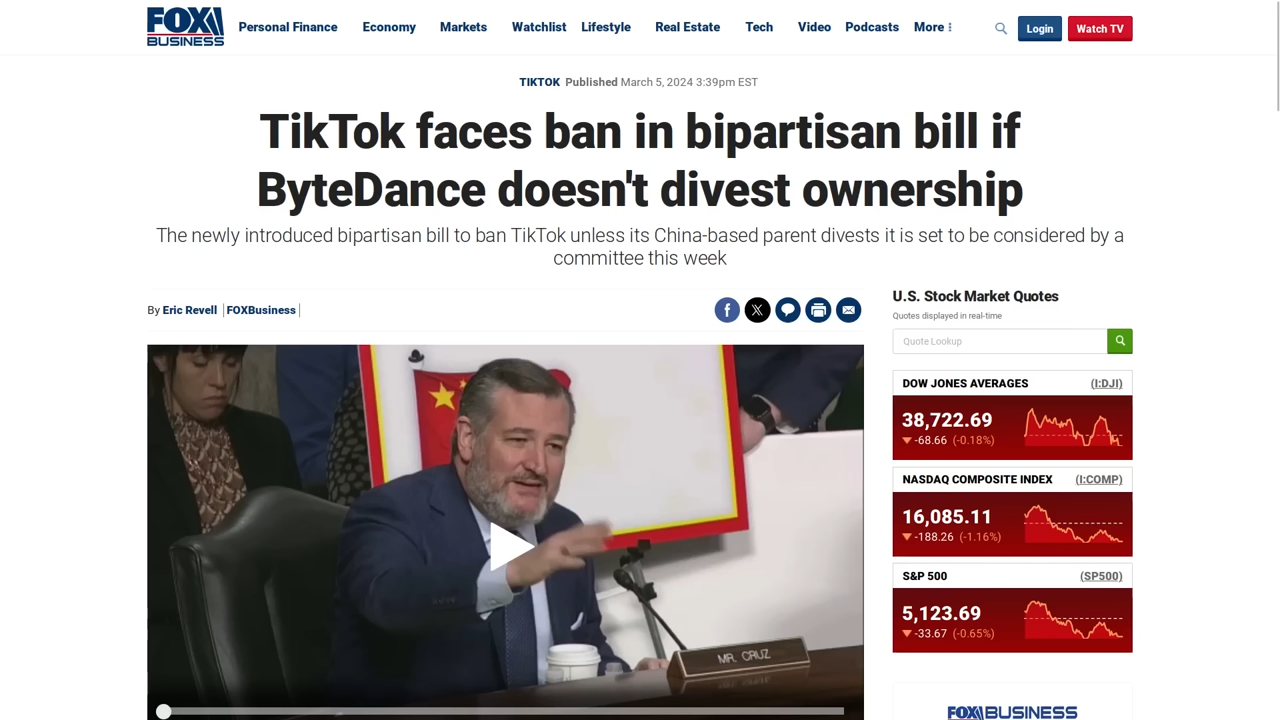 FOX
BUSINESS
Personal Finance
Economy
Markets
Watchlist
Lifestyle
Real Estate
Tech
Video
Podcasts
More
Login
Watch TV
TIKTOK Published March 5, 2024 3:39pm EST
TikTok faces ban in bipartisan bill if
ByteDance doesn't divest ownership
The newly introduced bipartisan bill to ban TikTok unless its China-based parent divests it is set to be considered by a
committee this week
By Eric Revell FOXBusiness
MR. CRUZ
U.S. Stock Market Quotes
Quotes displayed in real-time
Quote Lookup
DOW JONES AVERAGES (I:DJI)
38,722.69
-68.66 (-0.18%)
NASDAQ COMPOSITE INDEX (I:COMP)
16,085.11
-188.26 (-1.16%)
S&P 500 (SP500)
5,123.69
-33.67 (-0.65%)
FOX BUSINESS